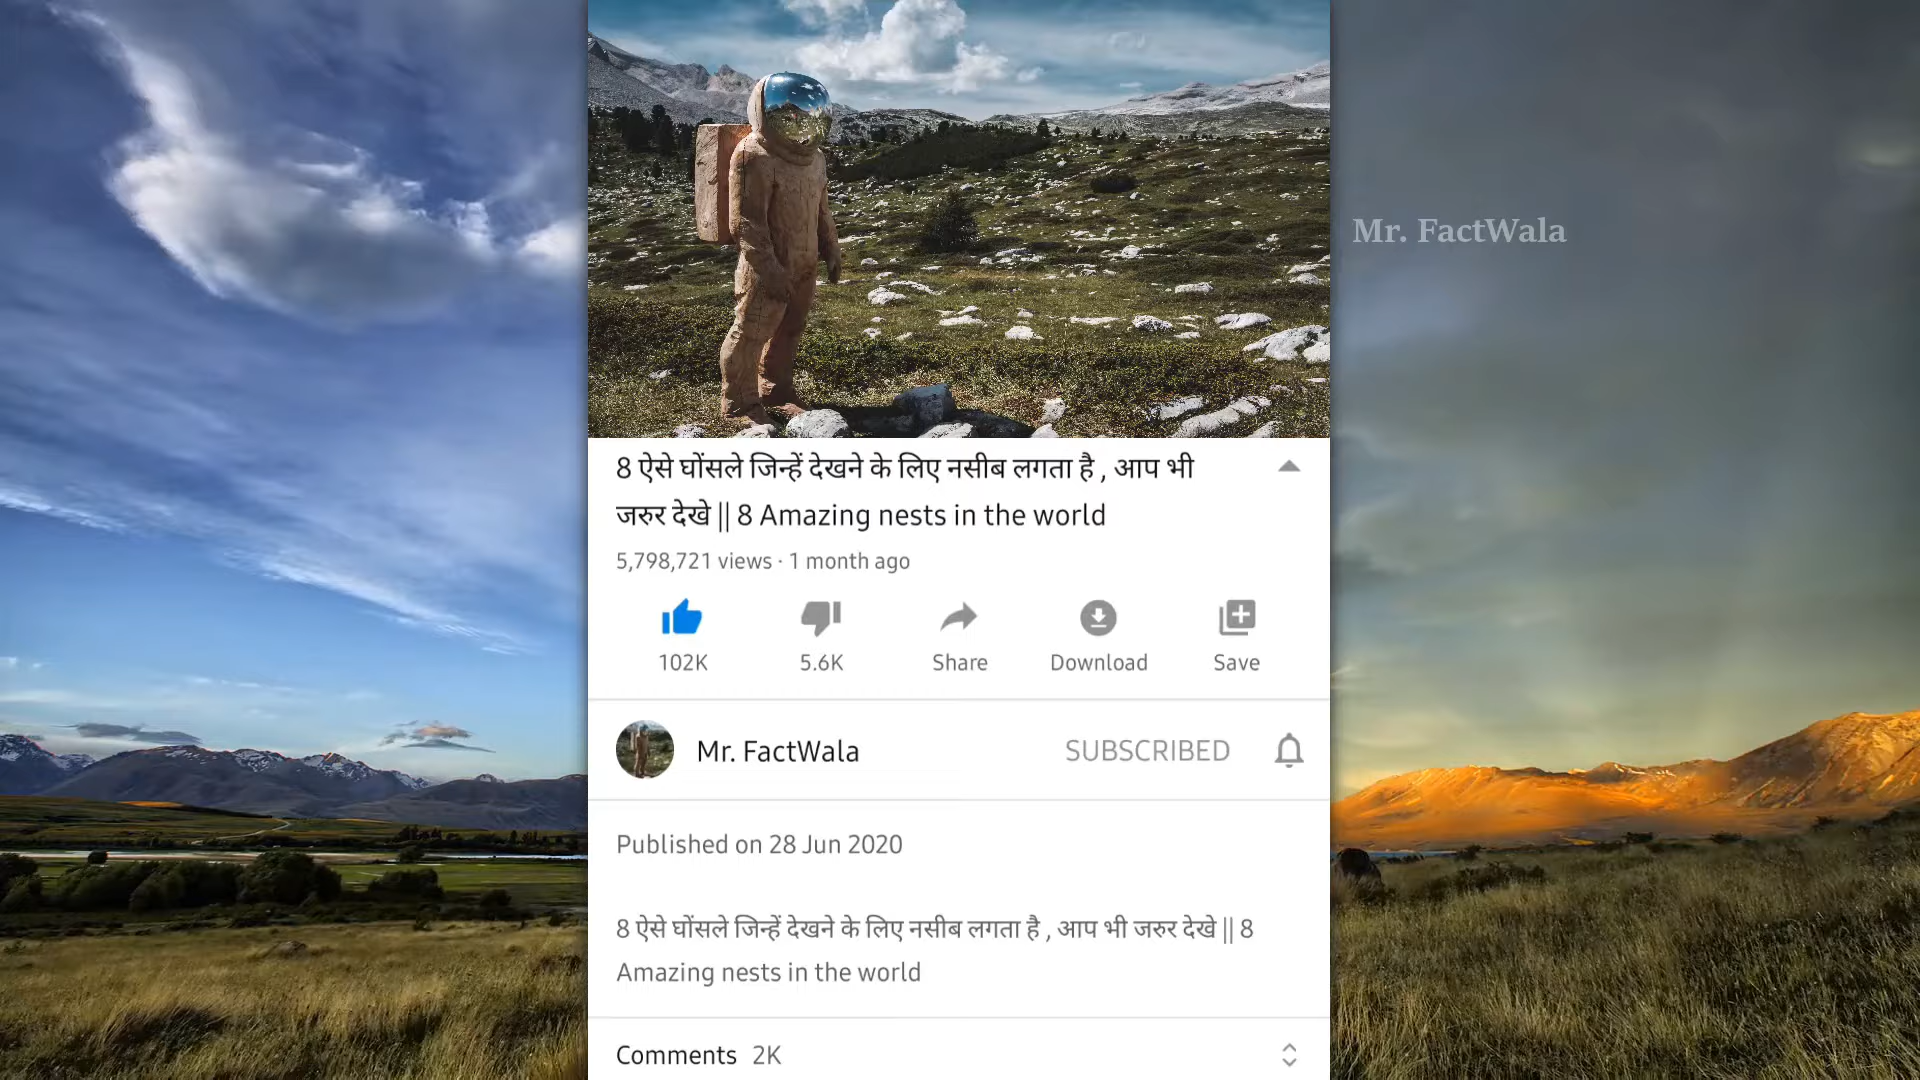 Mr. FactWala
8 ऐसे घोंसले जिन्हें देखने के लिए नसीब लगता है , आप भी
जरुर देखे || 8 Amazing nests in the world
5,798,721 views · 1 month ago
102K 5.6K Share Download Save
Mr. FactWala SUBSCRIBED
Published on 28 Jun 2020
8 ऐसे घोंसले जिन्हें देखने के लिए नसीब लगता है , आप भी जरुर देखे || 8
Amazing nests in the world
Comments 2K